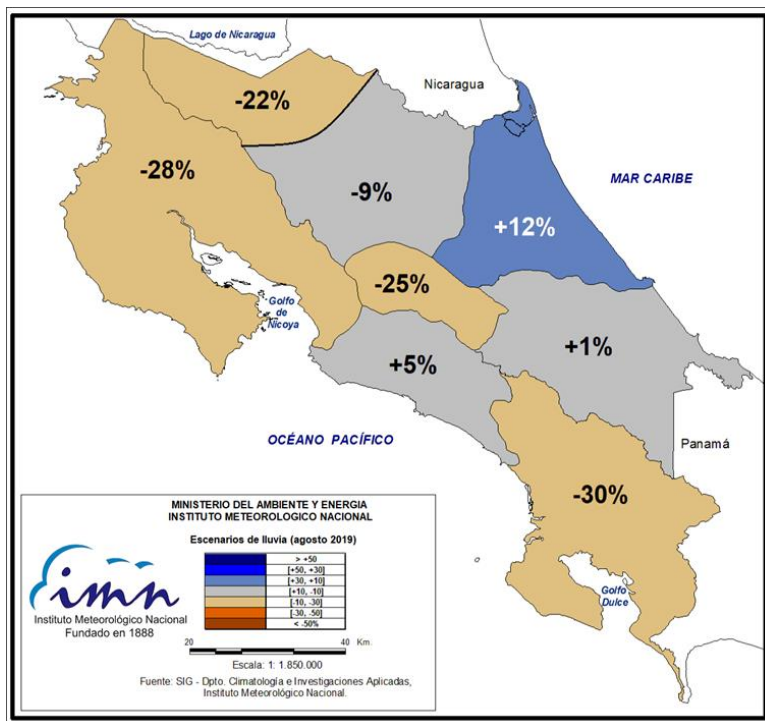 Lago de Nicaragua
Nicaragua
-22%
-28%
-9%
MAR CARIBE
+12%
-25%
Golfo
de
Nicoya
+1%
+5%
OCÉANO PACÍFICO
Panamá
-30%
Golfo
Dulce
MINISTERIO DEL AMBIENTE Y ENERGIA
INSTITUTO METEOROLOGICO NACIONAL
Escenarios de lluvia (agosto 2019)
> +50
[+50, +30]
[+30, +10]
[+10, -10]
[-10, -30]
[-30, -50]
< -50%
imn
Instituto Meteorológico Nacional
Fundado en 1888
20 40 Km.
Escala: 1: 1.850.000
Fuente: SIG - Dpto. Climatología e Investigaciones Aplicadas,
Instituto Meteorológico Nacional.